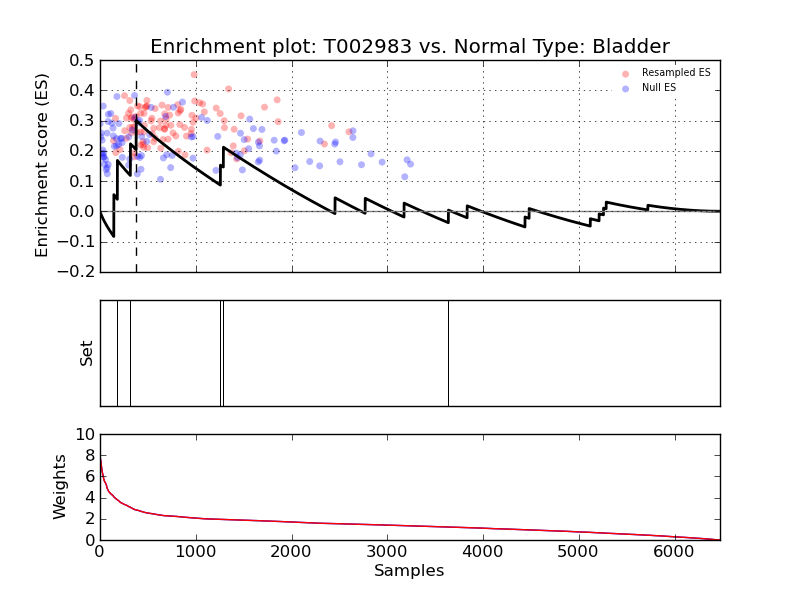 Enrichment plot: T002983 vs. Normal Type: Bladder
Enrichment score (ES)
0.5
0.4
0.3
0.2
0.1
0.0
−0.1
−0.2
Resampled ES
Null ES
Set
Weights
10
8
6
4
2
0
0 1000 2000 3000 4000 5000 6000
Samples